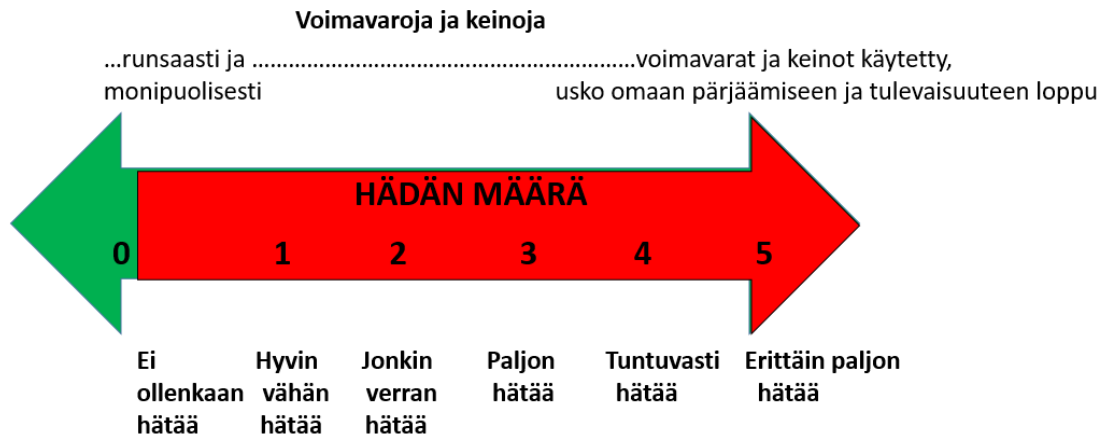 Voimavaroja ja keinoja
...runsaasti ja ...............................................................voimavarat ja keinot käytetty,
monipuolisesti usko omaan pärjäämiseen ja tulevaisuuteen loppu
HÄDÄN MÄÄRÄ
0 1 2 3 4 5
Ei Hyvin Jonkin Paljon Tuntuvasti Erittäin paljon
ollenkaan vähän verran hätää hätää hätää
hätää hätää hätää